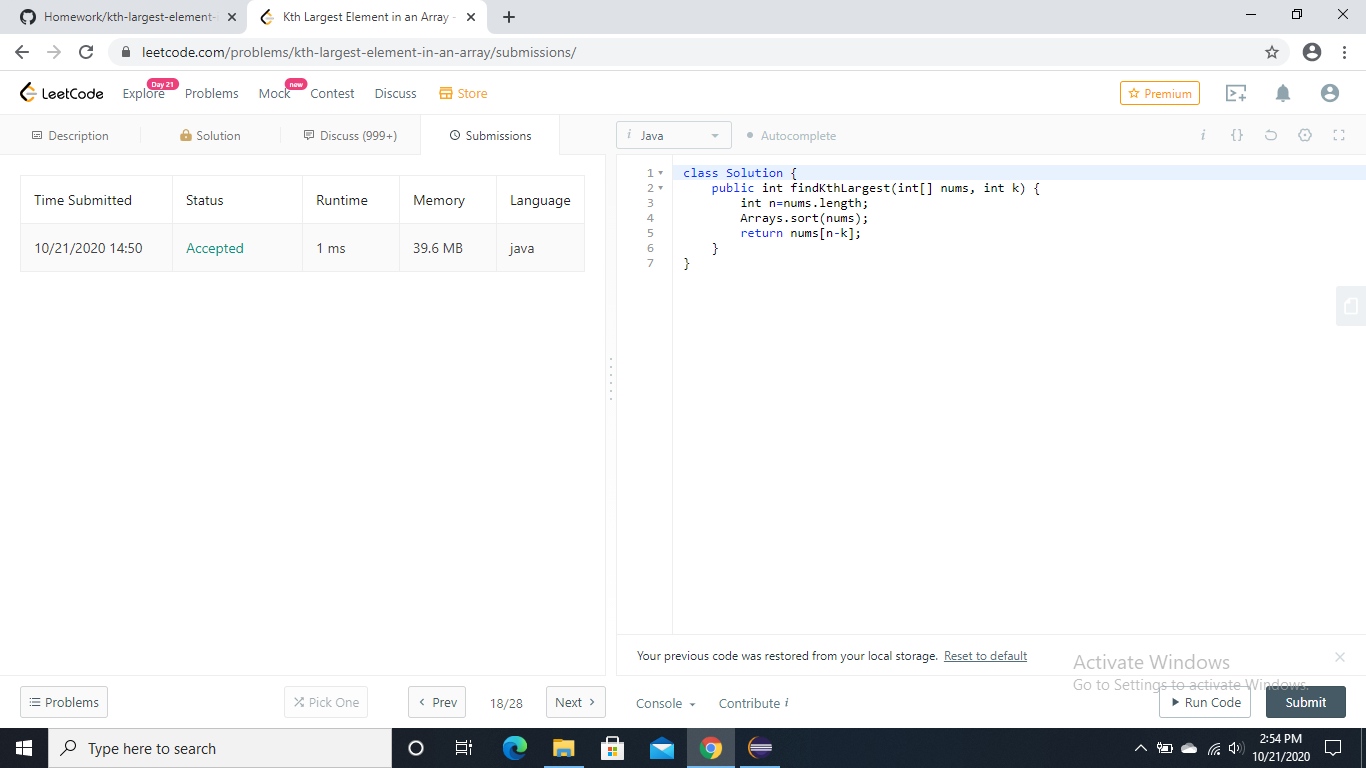 Homework/kth-largest-element-
Kth Largest Element in an Array -
leetcode.com/problems/kth-largest-element-in-an-array/submissions/
LeetCode
Explore
Day 21
Problems
Mock
new
Contest
Discuss
Store
Premium
Description
Solution
Discuss (999+)
Submissions
i Java
Autocomplete
i {}
Time Submitted Status Runtime Memory Language
10/21/2020 14:50 Accepted 1 ms 39.6 MB java
1 class Solution {
2 public int findKthLargest(int[] nums, int k) {
3 int n=nums.length;
4 Arrays.sort(nums);
5 return nums[n-k];
6 }
7 }
Your previous code was restored from your local storage. Reset to default
Activate Windows
Go to Settings to activate Windows.
Problems
Pick One
Prev
18/28
Next
Console
Contribute i
Run Code
Submit
Type here to search
2:54 PM
10/21/2020